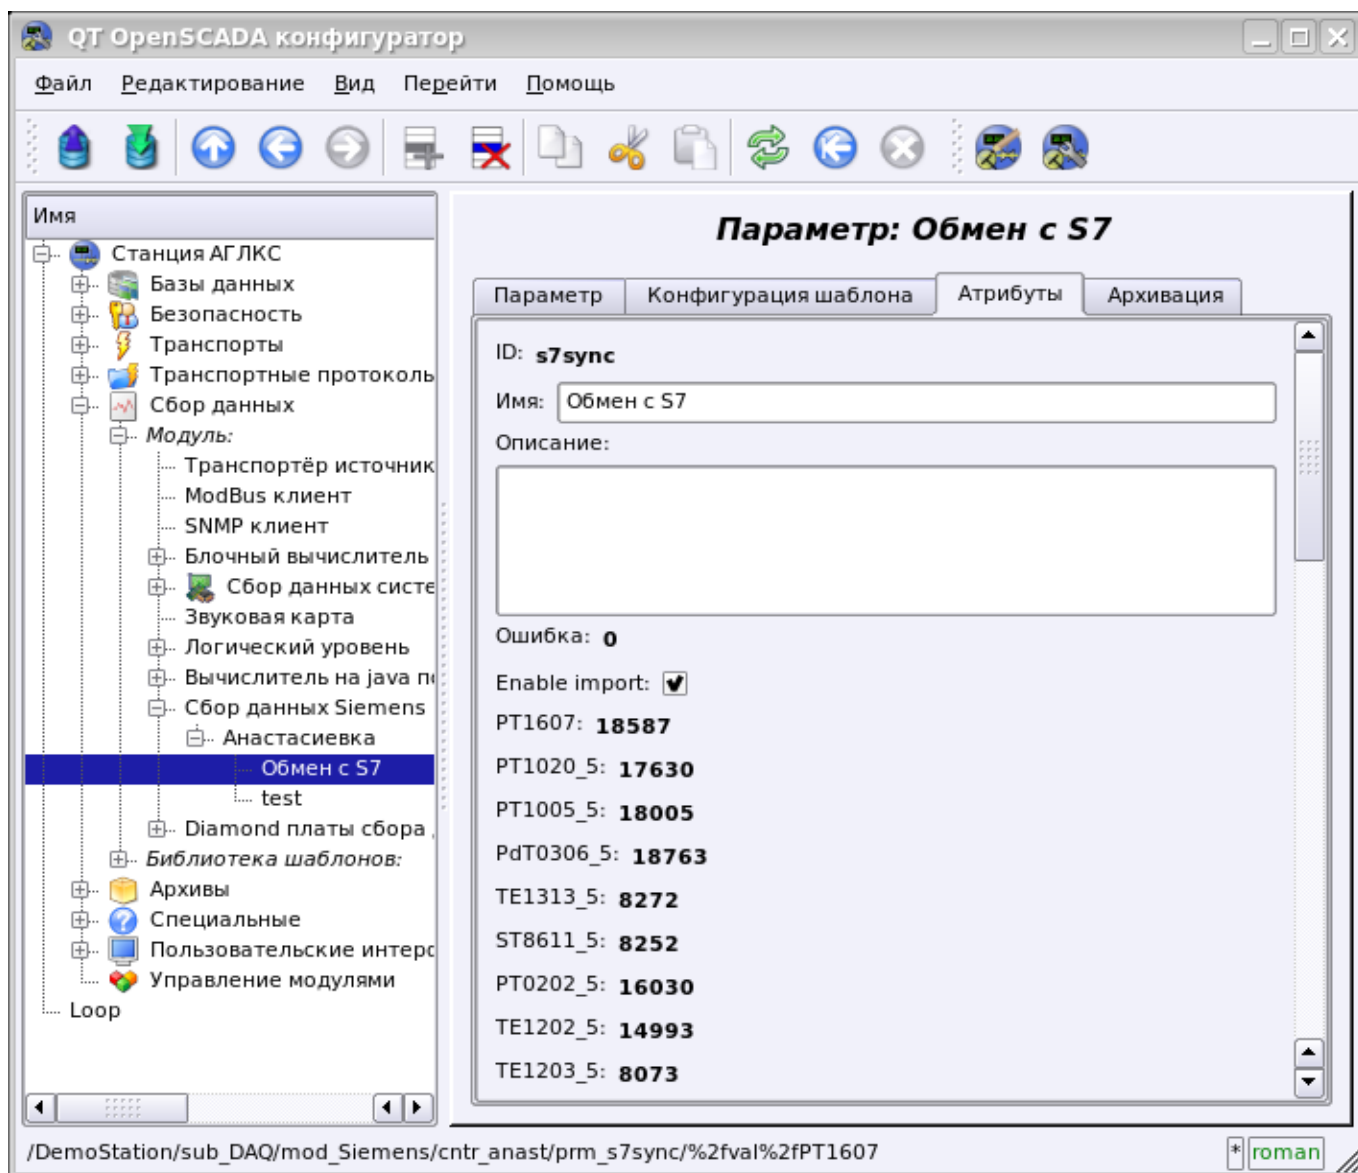 QT OpenSCADA конфигуратор
Файл Редактирование Вид Перейти Помощь
Имя
Станция АГЛКС
Базы данных
Безопасность
Транспорты
Транспортные протоколь
Сбор данных
Модуль:
Транспортёр источник
ModBus клиент
SNMP клиент
Блочный вычислитель
Сбор данных систе
Звуковая карта
Логический уровень
Вычислитель на java по
Сбор данных Siemens
Анастасиевка
Обмен с S7
test
Diamond платы сбора
Библиотека шаблонов:
Архивы
Специальные
Пользовательские интерс
Управление модулями
Loop
Параметр: Обмен с S7
Параметр Конфигурация шаблона Атрибуты Архивация
ID: s7sync
Имя: Обмен с S7
Описание:
Ошибка: 0
Enable import:
PT1607: 18587
PT1020_5: 17630
PT1005_5: 18005
PdT0306_5: 18763
TE1313_5: 8272
ST8611_5: 8252
PT0202_5: 16030
TE1202_5: 14993
TE1203_5: 8073
/DemoStation/sub_DAQ/mod_Siemens/cntr_anast/prm_s7sync/%2fval%2fPT1607
* roman